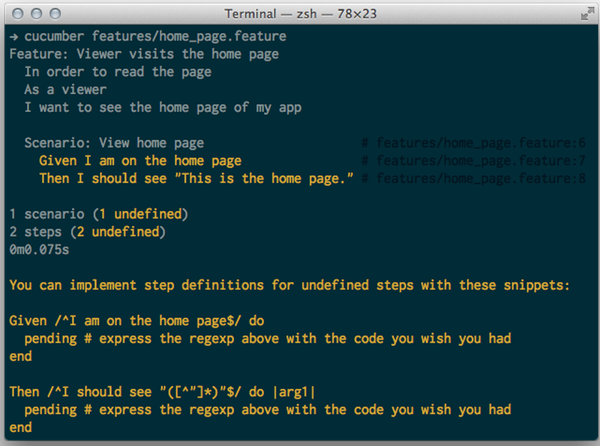 Terminal — zsh — 78×23
→ cucumber features/home_page.feature
Feature: Viewer visits the home page
  In order to read the page
  As a viewer
  I want to see the home page of my app

  Scenario: View home page                    # features/home_page.feature:6
    Given I am on the home page               # features/home_page.feature:7
    Then I should see "This is the home page." # features/home_page.feature:8

1 scenario (1 undefined)
2 steps (2 undefined)
0m0.075s

You can implement step definitions for undefined steps with these snippets:

Given /^I am on the home page$/ do
  pending # express the regexp above with the code you wish you had
end

Then /^I should see "([^"]*)"$/ do |arg1|
  pending # express the regexp above with the code you wish you had
end